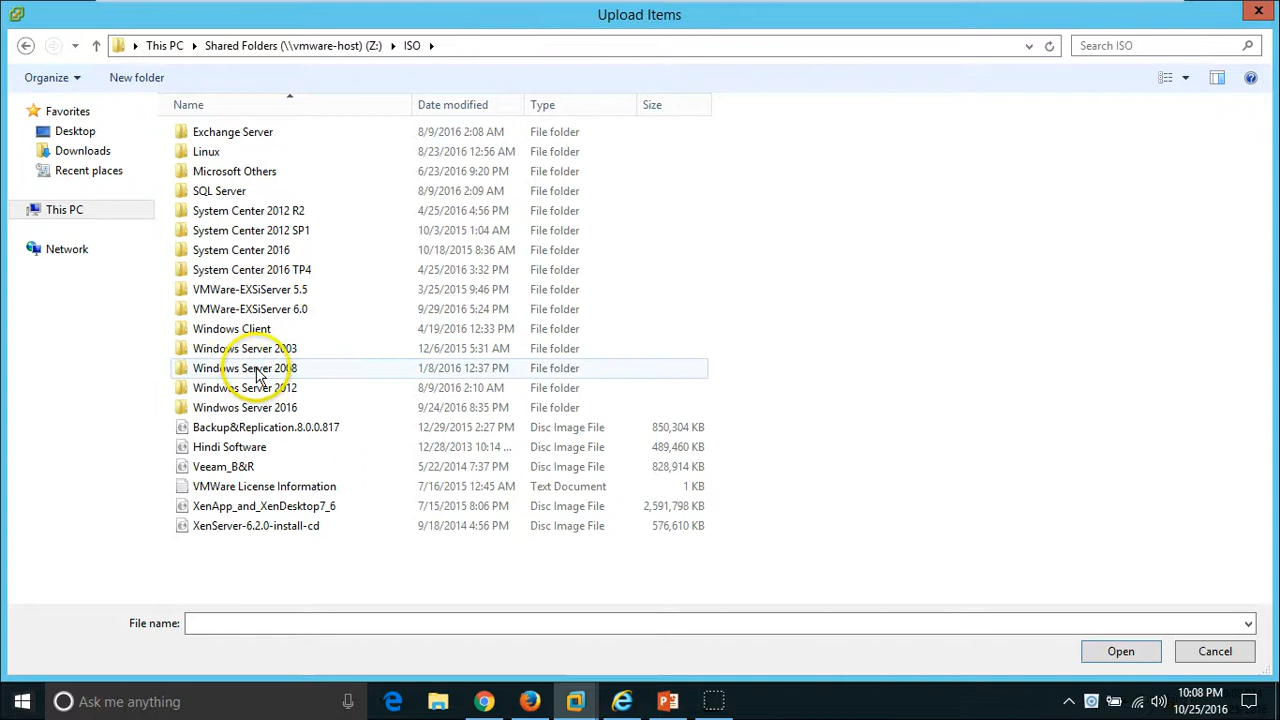 Upload Items
This PC Shared Folders (\\vmware-host) (Z:) ISO
Search ISO
Organize New folder
Name Date modified Type Size
Favorites
Desktop
Downloads
Recent places
This PC
Network
Exchange Server 8/9/2016 2:08 AM File folder
Linux 8/23/2016 12:56 AM File folder
Microsoft Others 6/23/2016 9:20 PM File folder
SQL Server 8/9/2016 2:09 AM File folder
System Center 2012 R2 4/25/2016 4:56 PM File folder
System Center 2012 SP1 10/3/2015 1:04 AM File folder
System Center 2016 10/18/2015 8:36 AM File folder
System Center 2016 TP4 4/25/2016 3:32 PM File folder
VMWare-EXSiServer 5.5 3/25/2015 9:46 PM File folder
VMWare-EXSiServer 6.0 9/29/2016 5:24 PM File folder
Windows Client 4/19/2016 12:33 PM File folder
Windows Server 2003 12/6/2015 5:31 AM File folder
Windows Server 2008 1/8/2016 12:37 PM File folder
Windwos Server 2012 8/9/2016 2:10 AM File folder
Windwos Server 2016 9/24/2016 8:35 PM File folder
Backup&Replication.8.0.0.817 12/29/2015 2:27 PM Disc Image File 850,304 KB
Hindi Software 12/28/2013 10:14 ... Disc Image File 489,460 KB
Veeam_B&R 5/22/2014 7:37 PM Disc Image File 828,914 KB
VMWare License Information 7/16/2015 12:45 AM Text Document 1 KB
XenApp_and_XenDesktop7_6 7/15/2015 8:06 PM Disc Image File 2,591,798 KB
XenServer-6.2.0-install-cd 9/18/2014 4:56 PM Disc Image File 576,610 KB
File name:
Open Cancel
Ask me anything
10:08 PM
10/25/2016